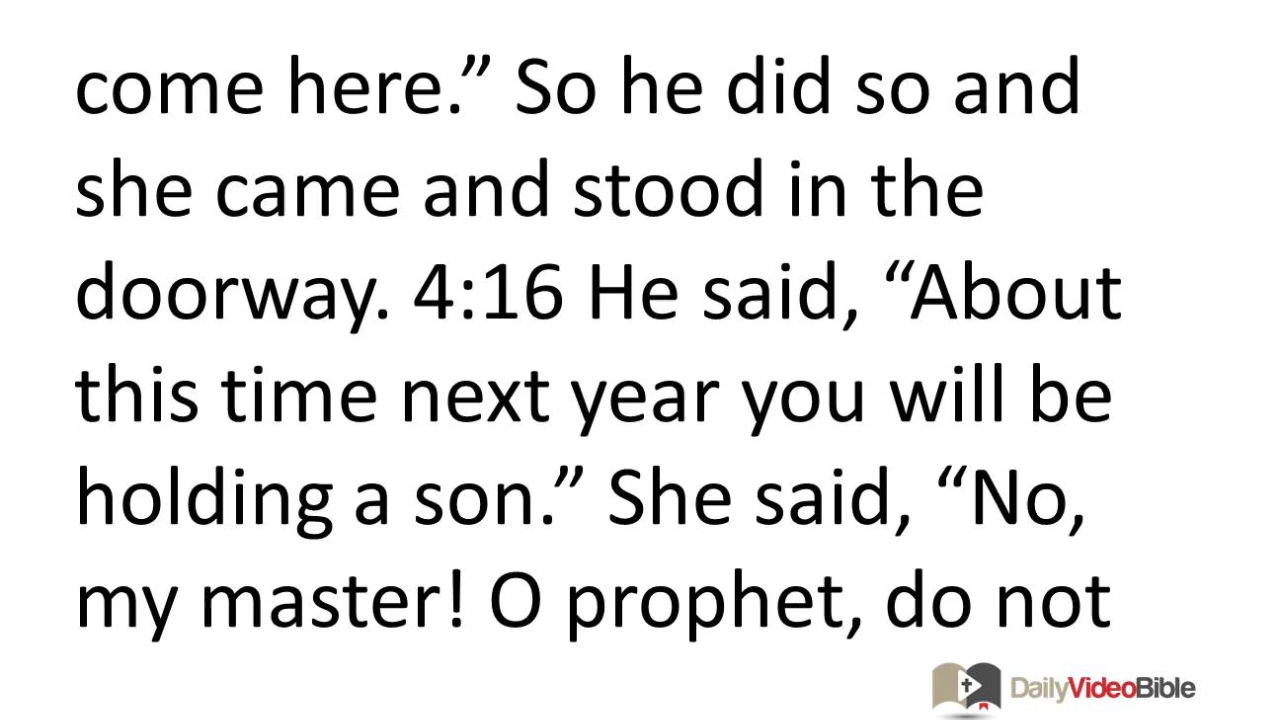 come here.” So he did so and
she came and stood in the
doorway. 4:16 He said, “About
this time next year you will be
holding a son.” She said, “No,
my master! O prophet, do not
DailyVideoBible